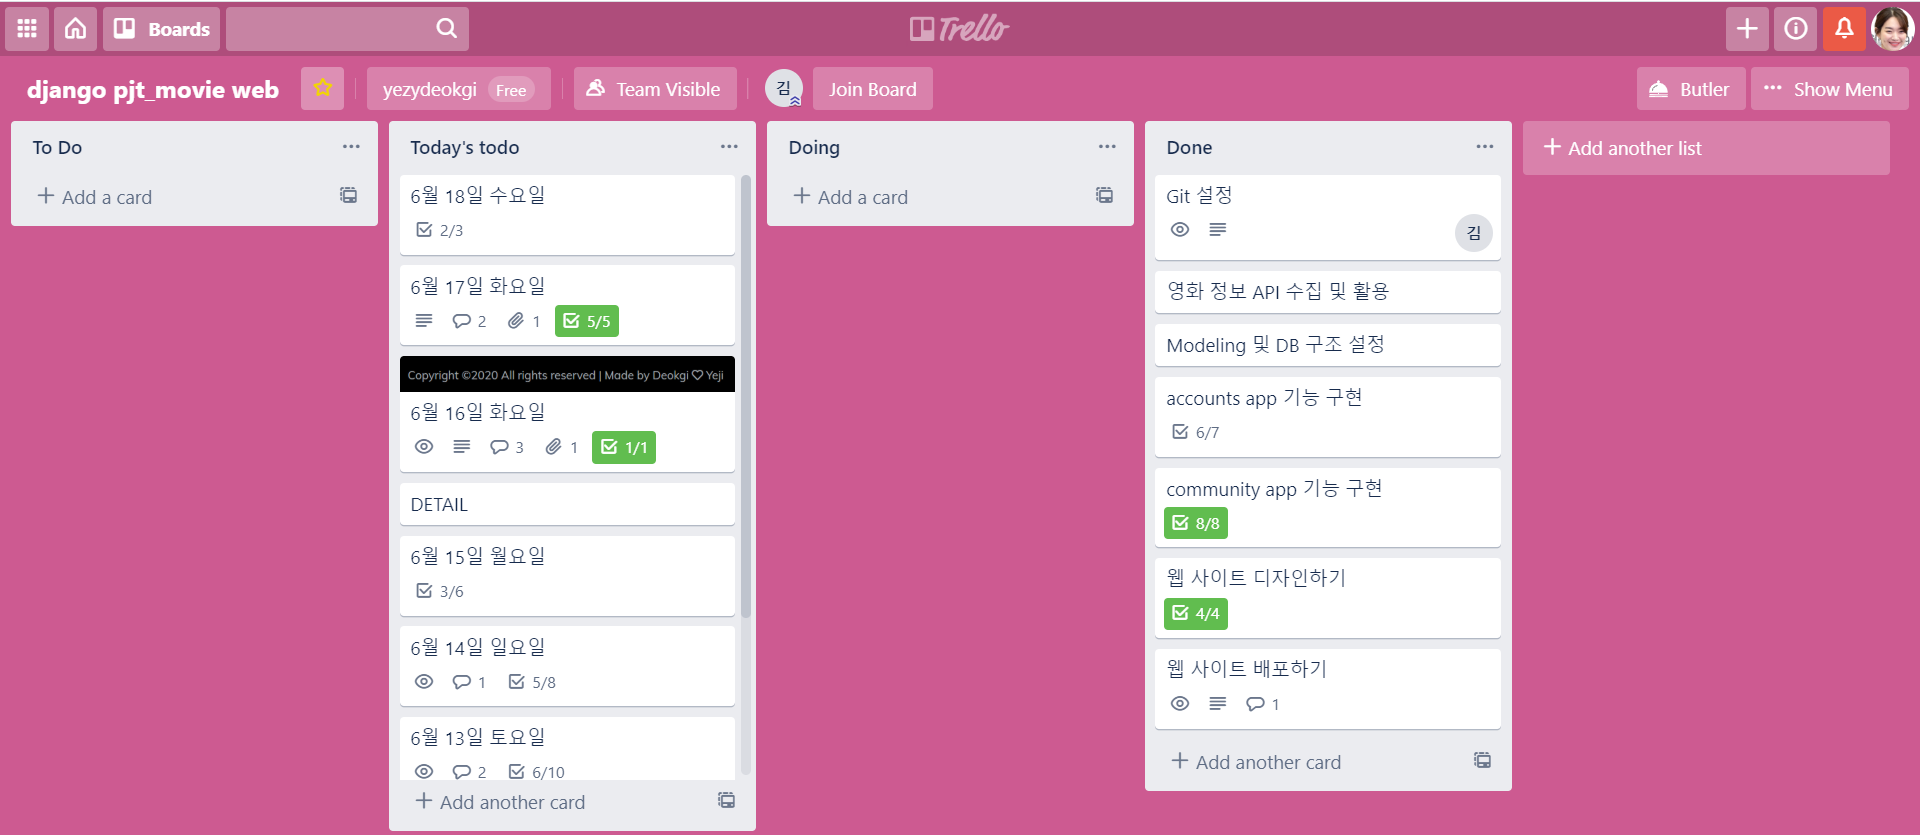 Boards
Trello
django pjt_movie web
yezydeokgi Free
Team Visible
김
Join Board
Butler
Show Menu
To Do
Add a card
Today's todo
6월 18일 수요일
2/3
6월 17일 화요일
2 1 5/5
Copyright ©2020 All rights reserved | Made by Deokgi ♡ Yeji
6월 16일 화요일
3 1 1/1
DETAIL
6월 15일 월요일
3/6
6월 14일 일요일
1 5/8
6월 13일 토요일
2 6/10
Add another card
Doing
Add a card
Done
Git 설정
김
영화 정보 API 수집 및 활용
Modeling 및 DB 구조 설정
accounts app 기능 구현
6/7
community app 기능 구현
8/8
웹 사이트 디자인하기
4/4
웹 사이트 배포하기
1
Add another card
Add another list